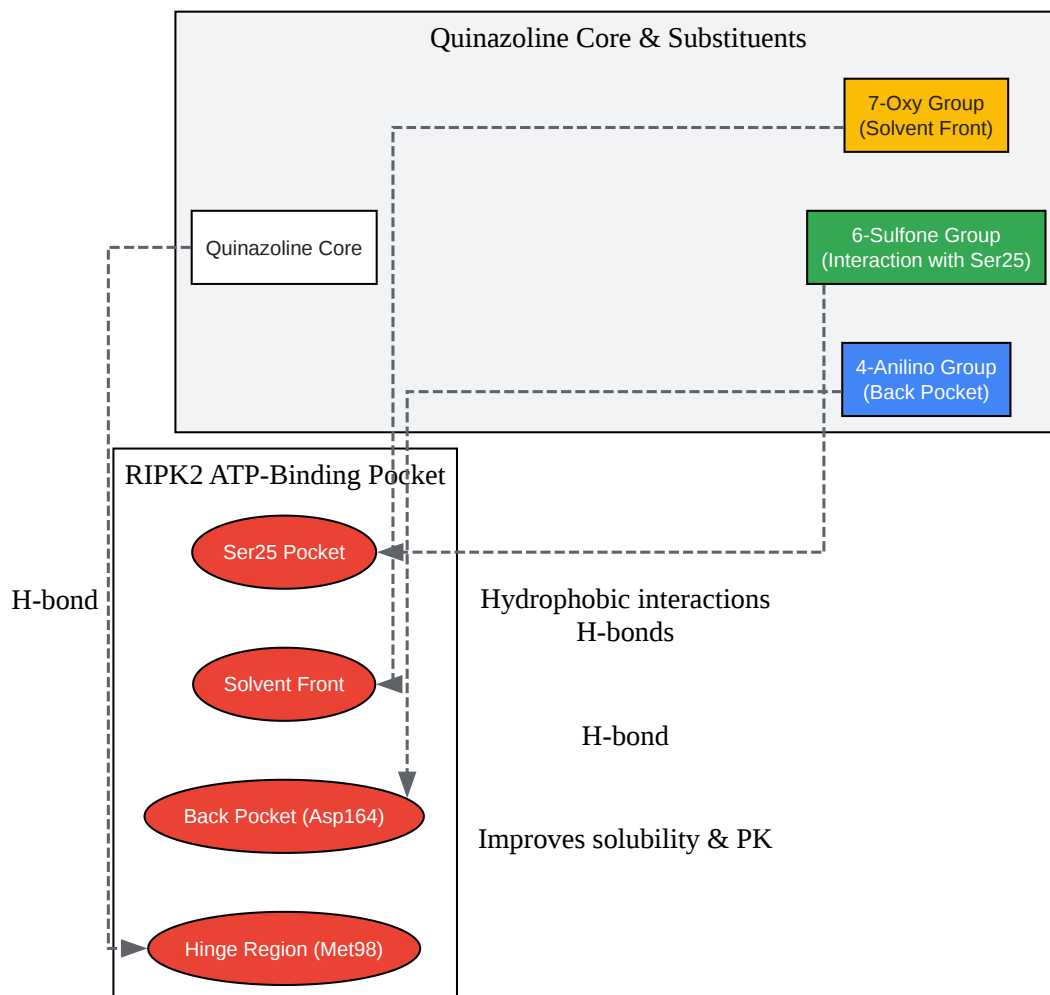 Quinazoline Core & Substituents
7-Oxy Group
(Solvent Front)
Quinazoline Core
6-Sulfone Group
(Interaction with Ser25)
4-Anilino Group
(Back Pocket)
RIPK2 ATP-Binding Pocket
Ser25 Pocket
H-bond
Hydrophobic interactions
H-bonds
Solvent Front
H-bond
Back Pocket (Asp164)
Improves solubility & PK
Hinge Region (Met98)